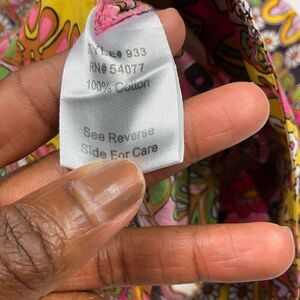 STYLE# 933
RN# 54077
100% Cotton
See Reverse
Side For Care